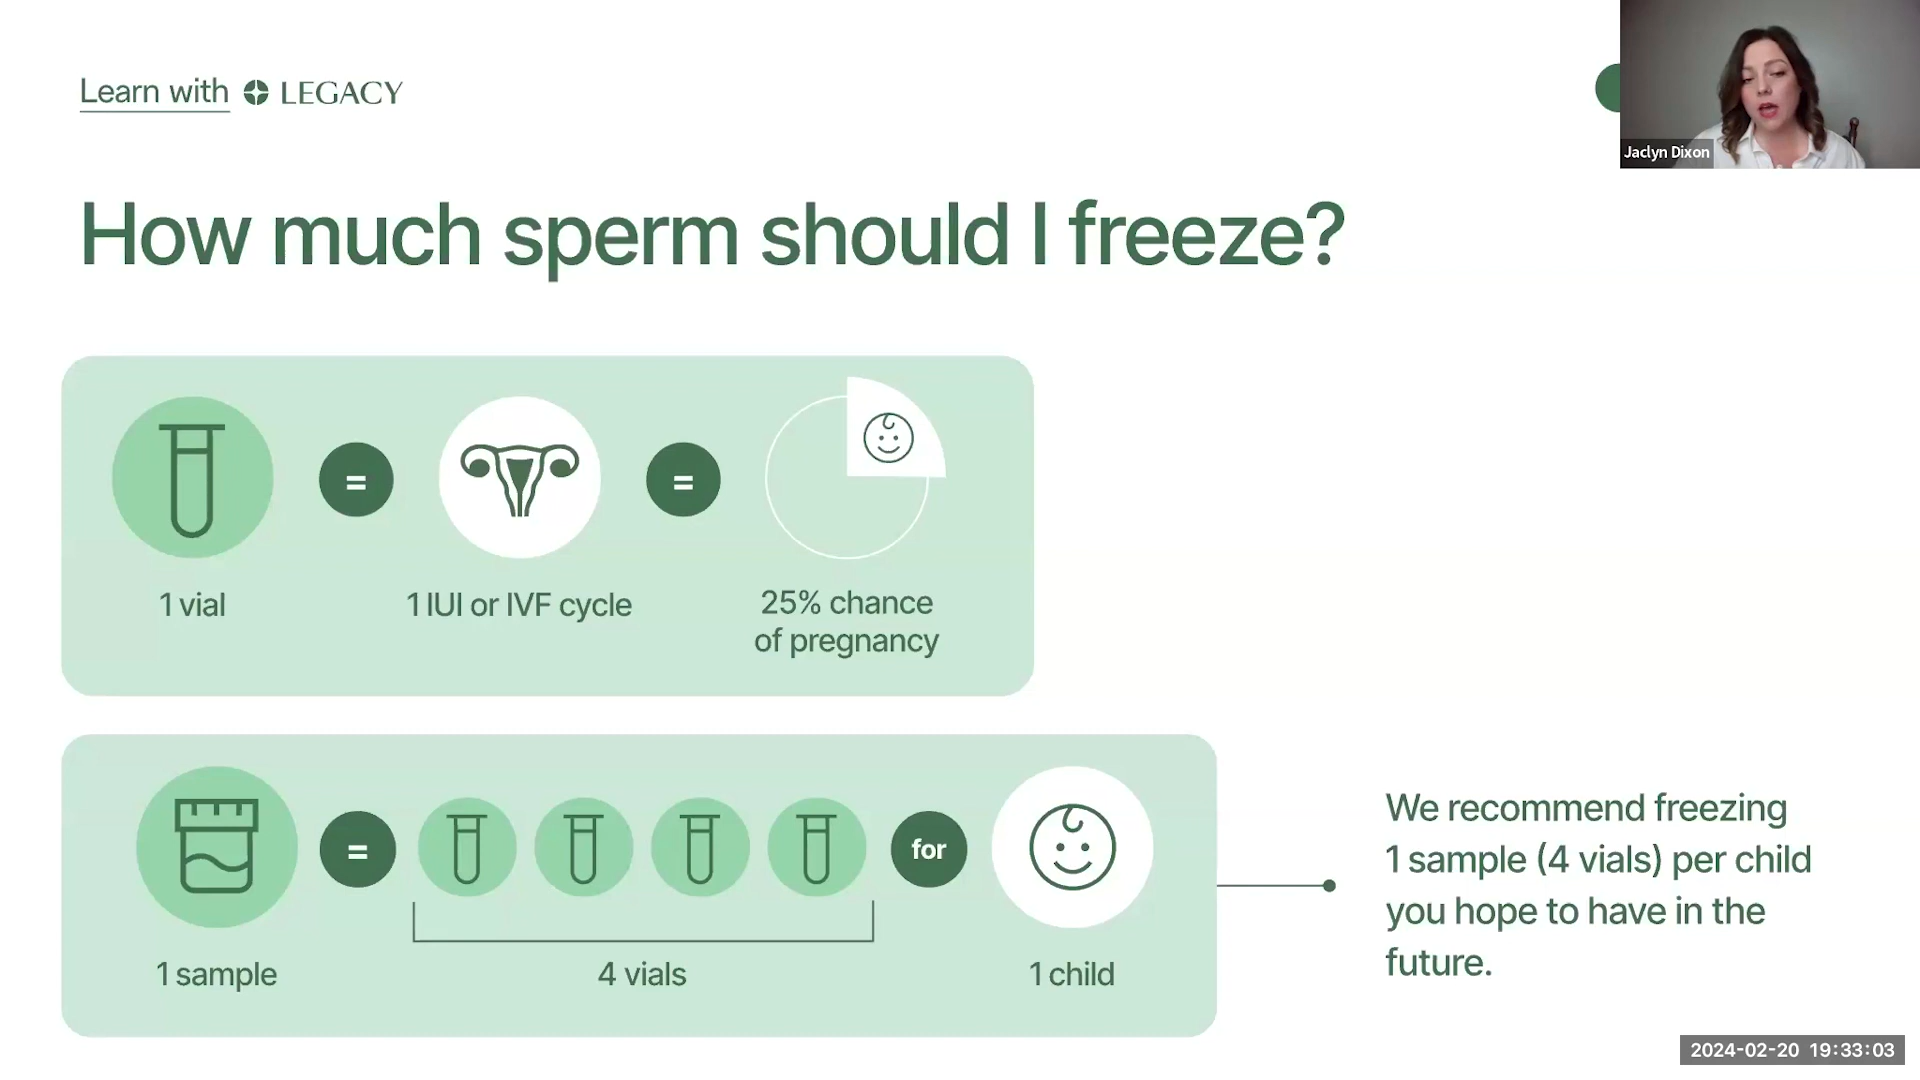 Learn with LEGACY
Jaclyn Dixon
How much sperm should I freeze?
=
=
1 vial
1 IUI or IVF cycle
25% chance
of pregnancy
=
for
1 sample
4 vials
1 child
We recommend freezing
1 sample (4 vials) per child
you hope to have in the
future.
2024-02-20 19:33:03